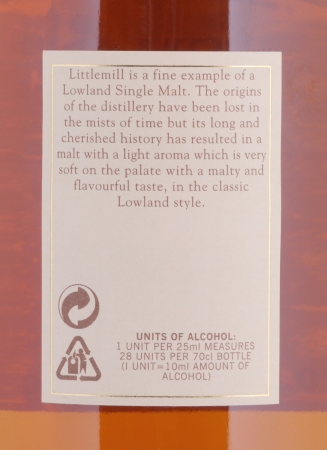 Littlemill is a fine example of a
Lowland Single Malt. The origins
of the distillery have been lost in
the mists of time but its long and
cherished history has resulted in a
malt with a light aroma which is very
soft on the palate with a malty and
flavourful taste, in the classic
Lowland style.
UNITS OF ALCOHOL:
1 UNIT PER 25ml MEASURES
28 UNITS PER 70cl BOTTLE
(I UNIT=10ml AMOUNT OF
ALCOHOL)